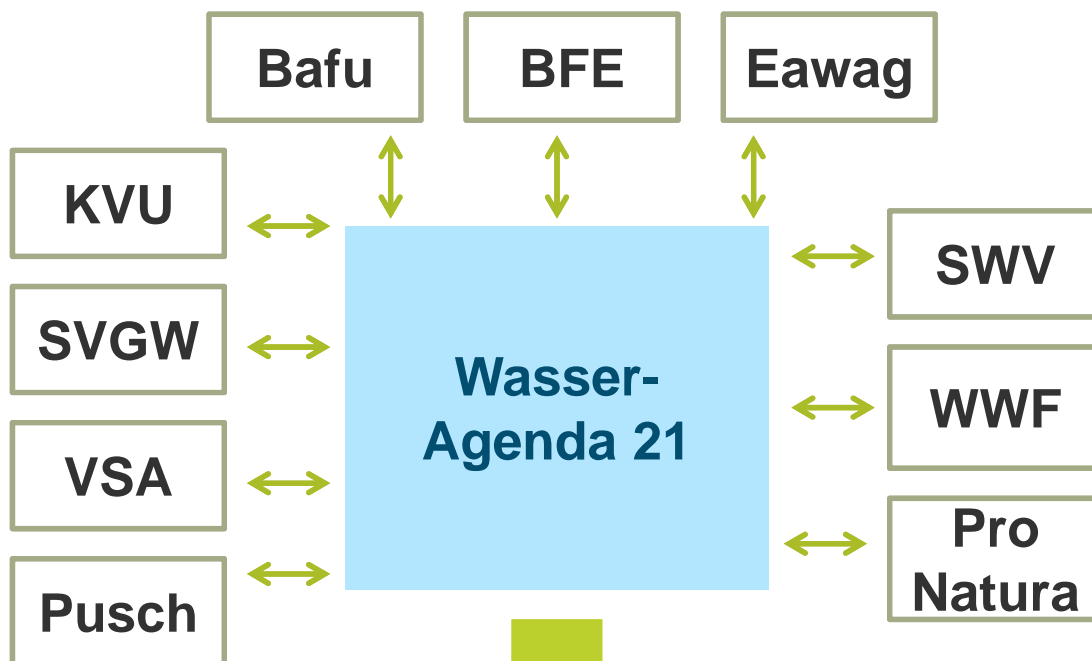 Bafu
BFE
Eawag
KVU
SVGW
VSA
Pusch
Wasser-
Agenda 21
SWV
WWF
Pro
Natura